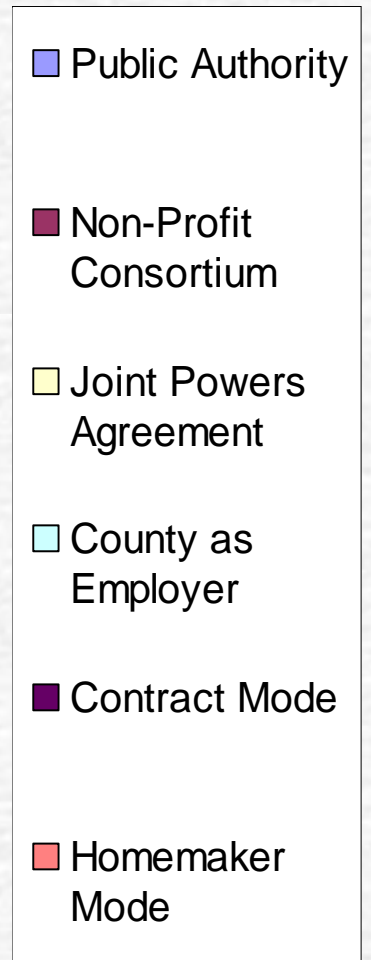 Public Authority
Non-Profit
Consortium
Joint Powers
Agreement
County as
Employer
Contract Mode
Homemaker
Mode